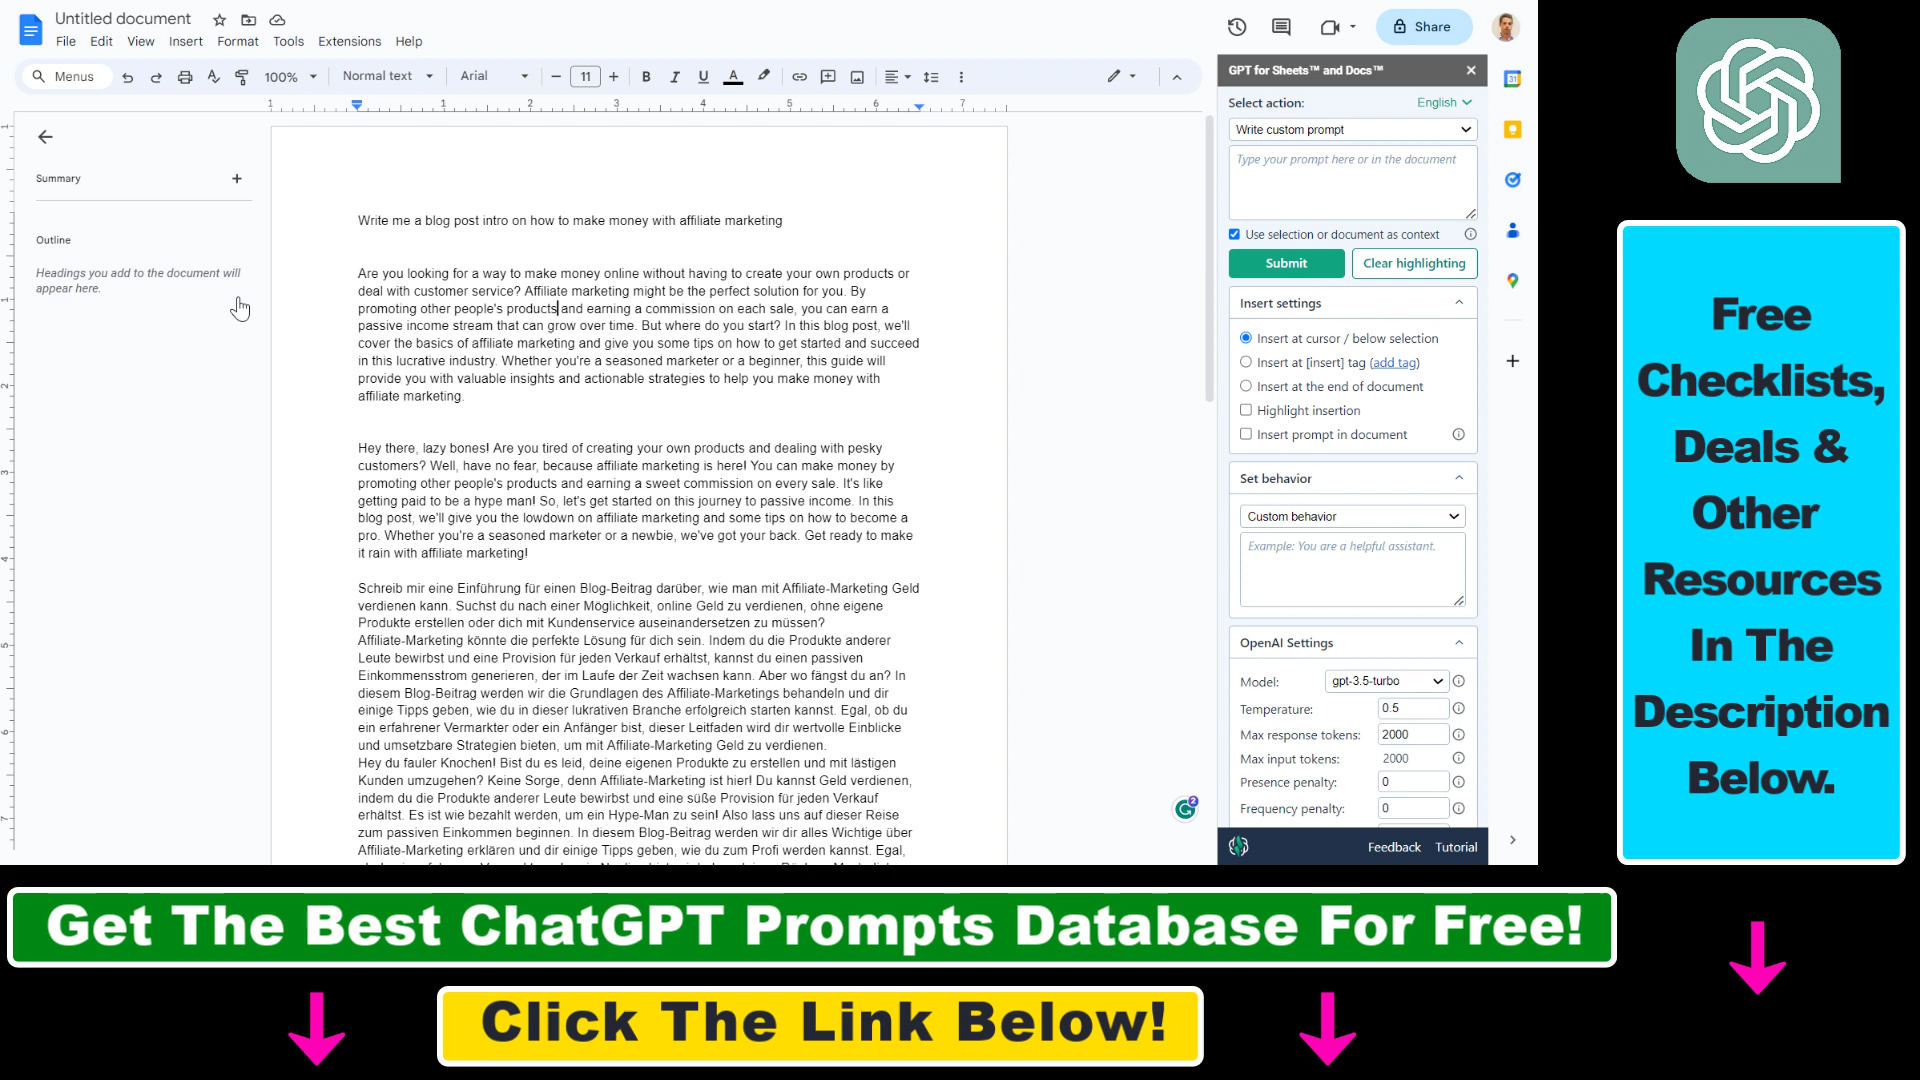 Untitled document
File Edit View Insert Format Tools Extensions Help
Share
Menus 100% Normal text Arial 11 B I U A
1 1 2 3 4 5 6 7
Summary
Outline
Headings you add to the document will
appear here.
Write me a blog post intro on how to make money with affiliate marketing
Are you looking for a way to make money online without having to create your own products or
deal with customer service? Affiliate marketing might be the perfect solution for you. By
promoting other people's products and earning a commission on each sale, you can earn a
passive income stream that can grow over time. But where do you start? In this blog post, we'll
cover the basics of affiliate marketing and give you some tips on how to get started and succeed
in this lucrative industry. Whether you're a seasoned marketer or a beginner, this guide will
provide you with valuable insights and actionable strategies to help you make money with
affiliate marketing.
Hey there, lazy bones! Are you tired of creating your own products and dealing with pesky
customers? Well, have no fear, because affiliate marketing is here! You can make money by
promoting other people's products and earning a sweet commission on every sale. It's like
getting paid to be a hype man! So, let's get started on this journey to passive income. In this
blog post, we'll give you the lowdown on affiliate marketing and some tips on how to become a
pro. Whether you're a seasoned marketer or a newbie, we've got your back. Get ready to make
it rain with affiliate marketing!
Schreib mir eine Einführung für einen Blog-Beitrag darüber, wie man mit Affiliate-Marketing Geld
verdienen kann. Suchst du nach einer Möglichkeit, online Geld zu verdienen, ohne eigene
Produkte erstellen oder dich mit Kundenservice auseinandersetzen zu müssen?
Affiliate-Marketing könnte die perfekte Lösung für dich sein. Indem du die Produkte anderer
Leute bewirbst und eine Provision für jeden Verkauf erhältst, kannst du einen passiven
Einkommensstrom generieren, der im Laufe der Zeit wachsen kann. Aber wo fängst du an? In
diesem Blog-Beitrag werden wir die Grundlagen des Affiliate-Marketings behandeln und dir
einige Tipps geben, wie du in dieser lukrativen Branche erfolgreich starten kannst. Egal, ob du
ein erfahrener Vermarkter oder ein Anfänger bist, dieser Leitfaden wird dir wertvolle Einblicke
und umsetzbare Strategien bieten, um mit Affiliate-Marketing Geld zu verdienen.
Hey du fauler Knochen! Bist du es leid, deine eigenen Produkte zu erstellen und mit lästigen
Kunden umzugehen? Keine Sorge, denn Affiliate-Marketing ist hier! Du kannst Geld verdienen,
indem du die Produkte anderer Leute bewirbst und eine süße Provision für jeden Verkauf
erhältst. Es ist wie bezahlt werden, um ein Hype-Man zu sein! Also lass uns auf dieser Reise
zum passiven Einkommen beginnen. In diesem Blog-Beitrag werden wir dir alles Wichtige über
Affiliate-Marketing erklären und dir einige Tipps geben, wie du zum Profi werden kannst. Egal,
GPT for Sheets™ and Docs™
Select action: English
Write custom prompt
Type your prompt here or in the document
Use selection or document as context
Submit Clear highlighting
Insert settings
Insert at cursor / below selection
Insert at [insert] tag (add tag)
Insert at the end of document
Highlight insertion
Insert prompt in document
Set behavior
Custom behavior
Example: You are a helpful assistant.
OpenAI Settings
Model: gpt-3.5-turbo
Temperature: 0.5
Max response tokens: 2000
Max input tokens: 2000
Presence penalty: 0
Frequency penalty: 0
Feedback Tutorial
31
2
Free
Checklists,
Deals &
Other
Resources
In The
Description
Below.
Get The Best ChatGPT Prompts Database For Free!
Click The Link Below!